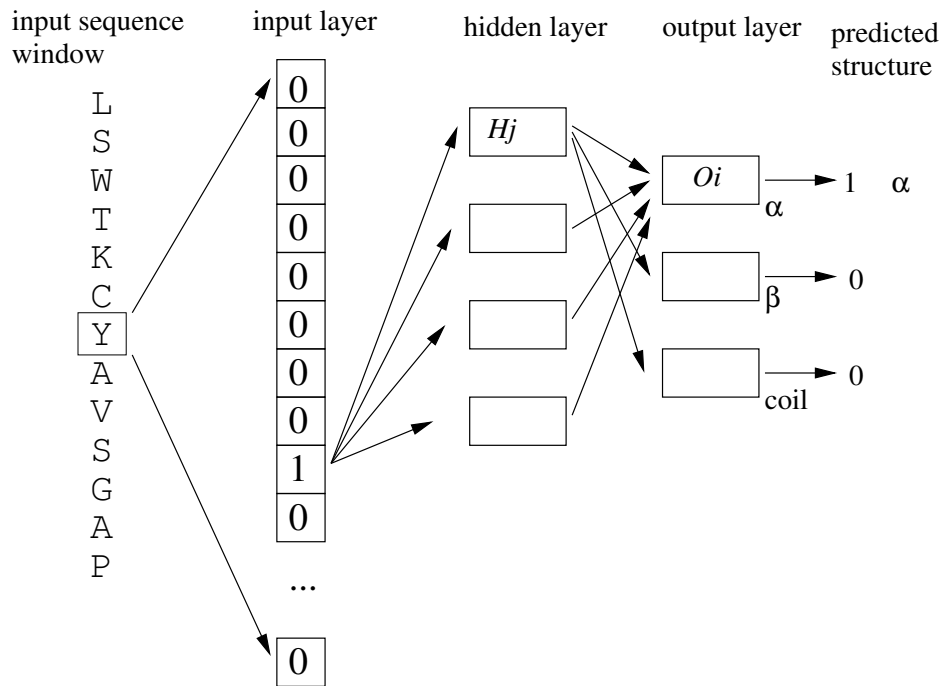 input sequence
window
input layer
hidden layer
output layer
predicted
structure
L
S
W
T
K
C
Y
A
V
S
G
A
P
0
0
0
0
0
0
0
0
1
0
...
0
Hj
Oi
α
β
coil
1 α
0
0